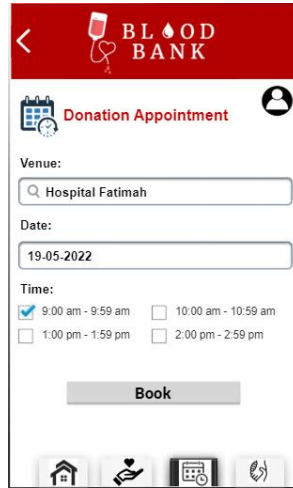 BLOOD
BANK
Donation Appointment
Venue:
Hospital Fatimah
Date:
19-05-2022
Time:
9:00 am - 9:59 am
10:00 am - 10:59 am
1:00 pm - 1:59 pm
2:00 pm - 2:59 pm
Book